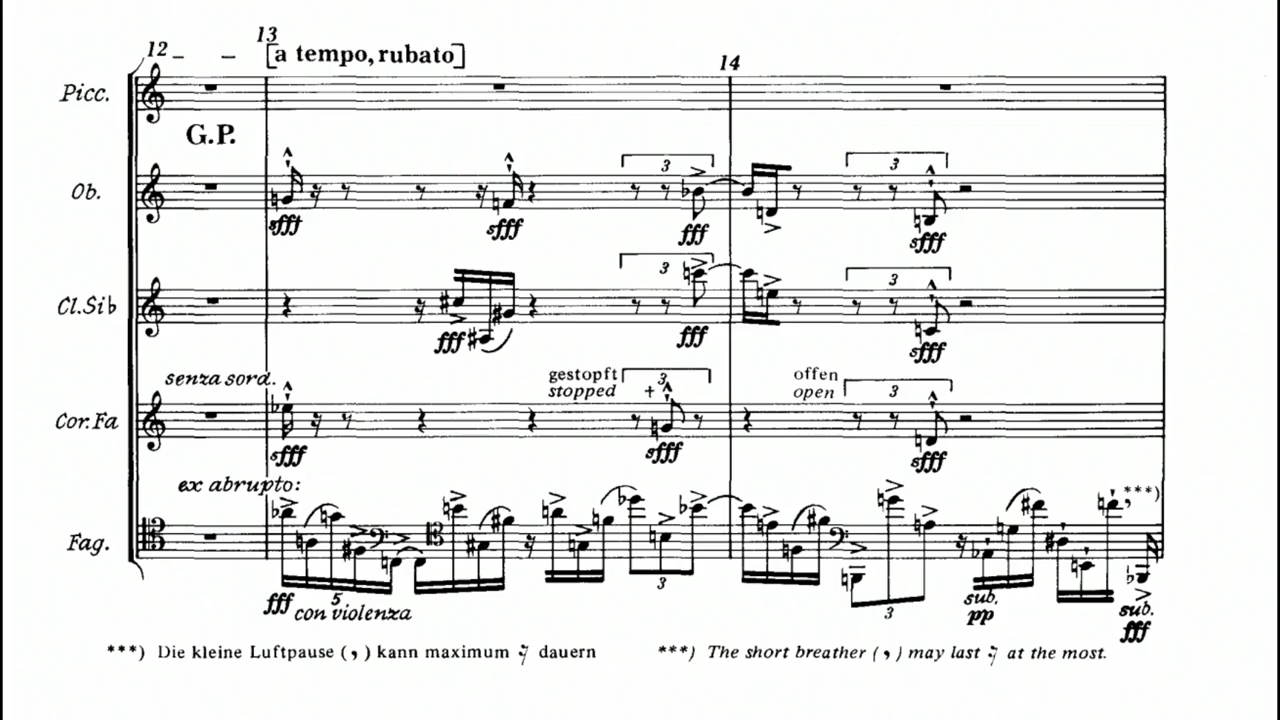 12 – – 13 [a tempo, rubato] 14
Picc.
G.P.
3 3
Ob.
sfff sfff fff sfff
3 3
Cl.Sib
fff fff sfff
senza sord. gestopft 3 offen
stopped + open 3
Cor.Fa
sfff sfff sfff
ex abrupto:
***)
Fag.
5 3 3
fff con violenza sub. pp sub. fff
***) Die kleine Luftpause (,) kann maximum dauern ***) The short breather (,) may last at the most.